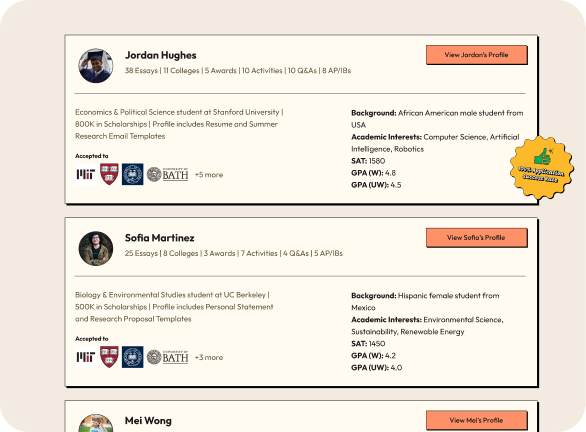 Jordan Hughes
View Jordan's Profile
38 Essays | 11 Colleges | 5 Awards | 10 Activities | 10 Q&As | 8 AP/IBs
Economics & Political Science student at Stanford University |
800K in Scholarships | Profile includes Resume and Summer
Research Email Templates
Accepted to
MIT
UNIVERSITY OF
BATH
+5 more
Background: African American male student from
USA
Academic Interests: Computer Science, Artificial
Intelligence, Robotics
SAT: 1580
GPA (W): 4.8
GPA (UW): 4.5
100% Application
success Rate
Sofia Martinez
View Sofia's Profile
25 Essays | 8 Colleges | 3 Awards | 7 Activities | 4 Q&As | 5 AP/IBs
Biology & Environmental Studies student at UC Berkeley |
500K in Scholarships | Profile includes Personal Statement
and Research Proposal Templates
Accepted to
MIT
UNIVERSITY OF
BATH
+3 more
Background: Hispanic female student from
Mexico
Academic Interests: Environmental Science,
Sustainability, Renewable Energy
SAT: 1450
GPA (W): 4.2
GPA (UW): 4.0
Mei Wong
View Mei's Profile